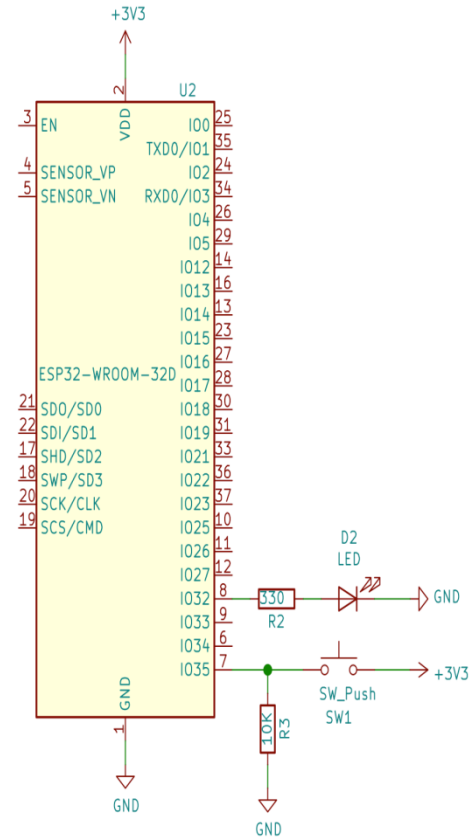 +3V3
U2
2
VDD
3 EN
IO0 25
TXD0/IO1 35
4 SENSOR_VP
IO2 24
5 SENSOR_VN
RXD0/IO3 34
IO4 26
IO5 29
IO12 14
IO13 16
IO14 13
IO15 23
IO16 27
ESP32-WROOM-32D
IO17 28
21 SDO/SD0
IO18 30
22 SDI/SD1
IO19 31
17 SHD/SD2
IO21 33
18 SWP/SD3
IO22 36
20 SCK/CLK
IO23 37
19 SCS/CMD
IO25 10
IO26 11
IO27 12
D2
LED
IO32 8
330
R2
GND
IO33 9
IO34 6
IO35 7
+3V3
SW_Push
SW1
GND
1
10K
R3
GND
GND